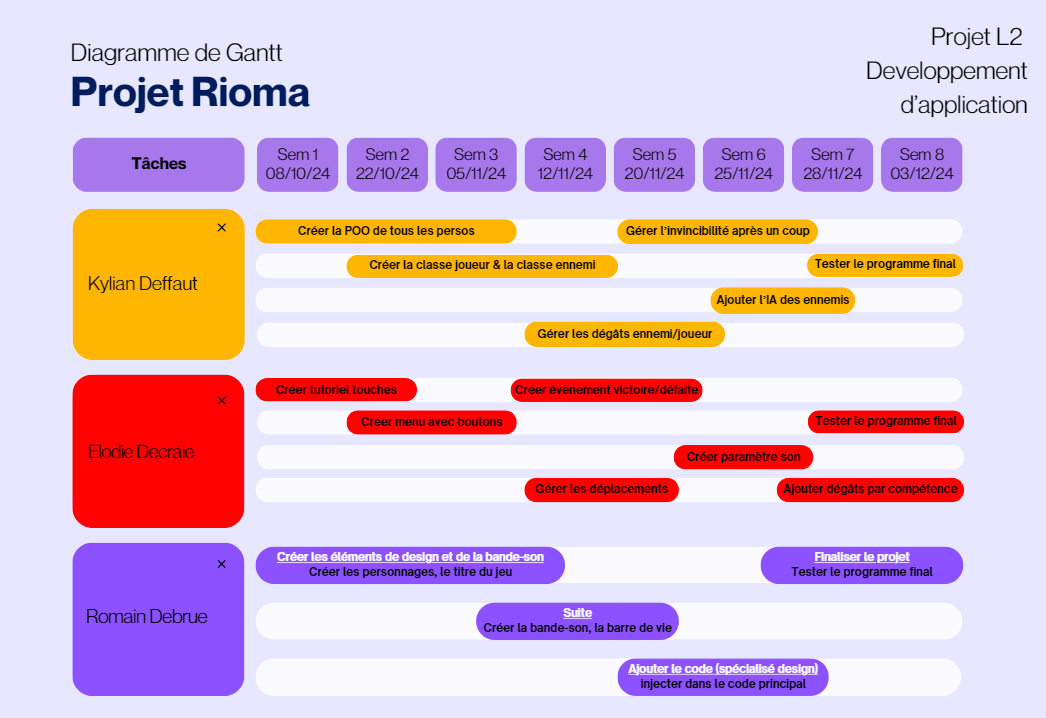 Diagramme de Gantt
Projet Rioma
Projet L2
Developpement
d'application
Tâches
Sem 1
08/10/24
Sem 2
22/10/24
Sem 3
05/11/24
Sem 4
12/11/24
Sem 5
20/11/24
Sem 6
25/11/24
Sem 7
28/11/24
Sem 8
03/12/24
Kylian Deffaut
Créer la POO de tous les persos
Gérer l'invincibilité après un coup
Créer la classe joueur & la classe ennemi
Tester le programme final
Ajouter l'IA des ennemis
Gérer les dégâts ennemi/joueur
Elodie Decraie
Créer tutoriel touches
Créer évènement victoire/défaite
Créer menu avec boutons
Tester le programme final
Créer paramètre son
Gérer les déplacements
Ajouter dégâts par compétence
Romain Debrue
Créer les éléments de design et de la bande-son
Créer les personnages, le titre du jeu
Finaliser le projet
Tester le programme final
Suite
Créer la bande-son, la barre de vie
Ajouter le code (spécialisé design)
injecter dans le code principal